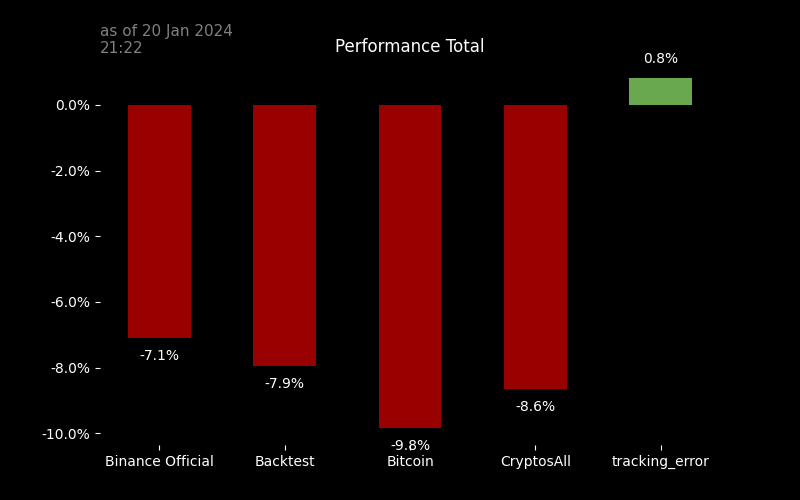 as of 20 Jan 2024
21:22
Performance Total
0.8%
0.0%
-2.0%
-4.0%
-6.0%
-8.0%
-10.0%
-7.1%
-7.9%
-9.8%
-8.6%
Binance Official
Backtest
Bitcoin
CryptosAll
tracking_error